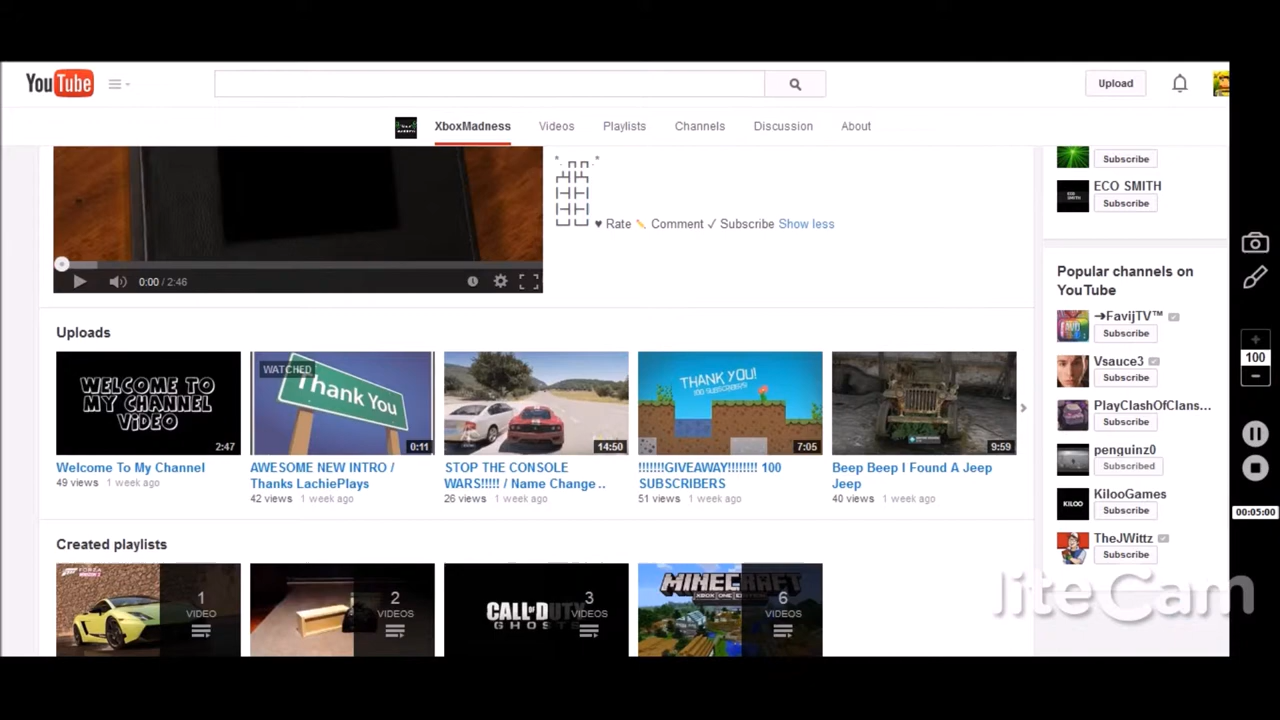 YouTube
Upload
XboxMadness Videos Playlists Channels Discussion About
♥ Rate ✏ Comment ✓ Subscribe Show less
0:00 / 2:46
Subscribe
ECO SMITH
Subscribe
Popular channels on
YouTube
➜FavijTV™
Subscribe
Vsauce3
Subscribe
PlayClashOfClans...
Subscribe
penguinz0
Subscribed
KILOO
KilooGames
Subscribe
TheJWittz
Subscribe
Uploads
WELCOME TO
MY CHANNEL
VIDEO
2:47
Welcome To My Channel
49 views 1 week ago
WATCHED
Thank You
0:11
AWESOME NEW INTRO /
Thanks LachiePlays
42 views 1 week ago
14:50
STOP THE CONSOLE
WARS!!!!! / Name Change ..
26 views 1 week ago
THANK YOU!
100 SUBSCRIBERS
7:05
!!!!!!!GIVEAWAY!!!!!!!! 100
SUBSCRIBERS
51 views 1 week ago
9:59
Beep Beep I Found A Jeep
Jeep
40 views 1 week ago
Created playlists
1
VIDEO
2
VIDEOS
CALL OF DUTY
GHOSTS
3
VIDEOS
MINECRAFT
XBOX ONE EDITION
6
VIDEOS
100
00:05:00
liteCam